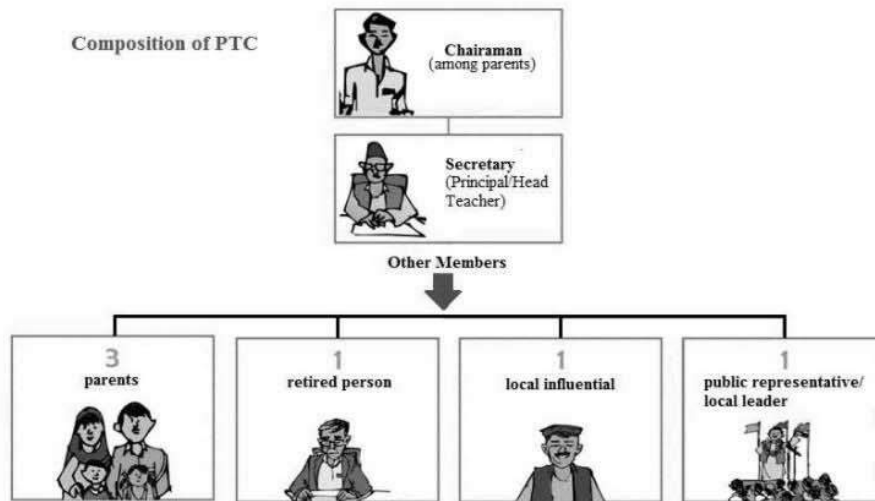 Composition of PTC
Chairaman
(among parents)
Secretary
(Principal/Head
Teacher)
Other Members
3
parents
1
retired person
1
local influential
1
public representative/
local leader